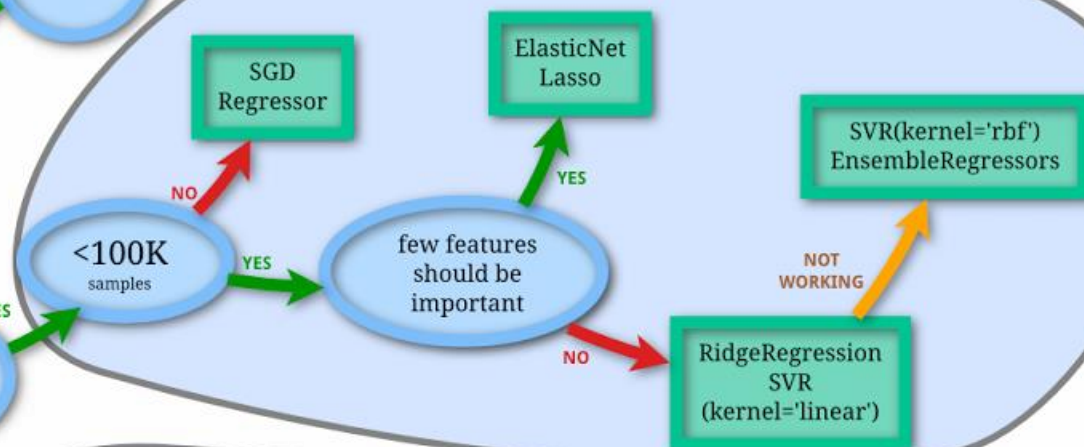 SGD
Regressor
ElasticNet
Lasso
SVR(kernel='rbf')
EnsembleRegressors
NO
YES
<100K
samples
YES
few features
should be
important
NOT
WORKING
NO
RidgeRegression
SVR
(kernel='linear')